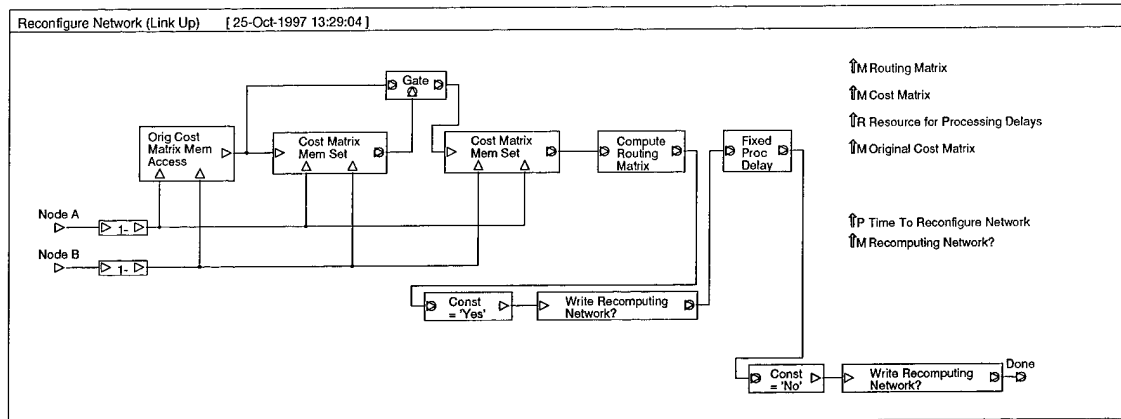 Reconfigure Network (Link Up) [ 25-Oct-1997 13:29:04 ]
Gate
Orig Cost
Matrix Mem
Access
Cost Matrix
Mem Set
Cost Matrix
Mem Set
Compute
Routing
Matrix
Fixed
Proc
Delay
⇑M Routing Matrix
⇑M Cost Matrix
⇑R Resource for Processing Delays
⇑M Original Cost Matrix
⇑P Time To Reconfigure Network
⇑M Recomputing Network?
Node A
1-
Node B
1-
Const
= 'Yes'
Write Recomputing
Network?
Const
= 'No'
Write Recomputing
Network?
Done